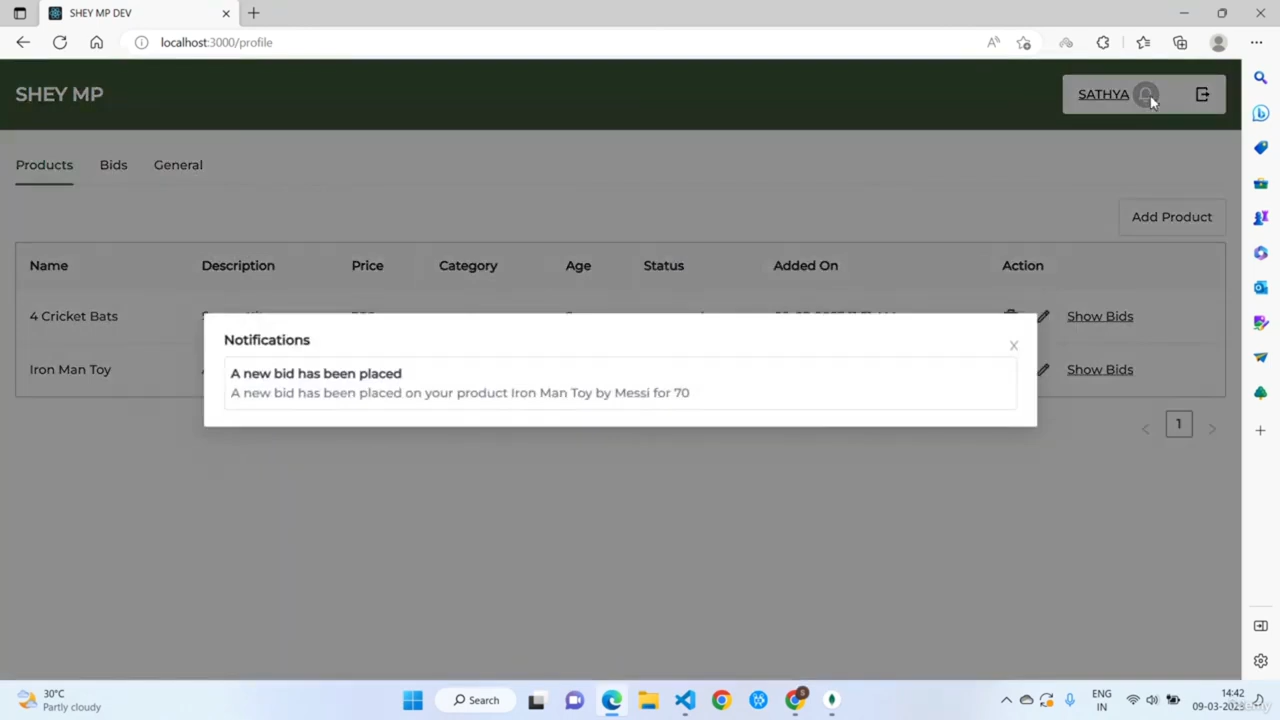 SHEY MP DEV
localhost:3000/profile
SHEY MP
SATHYA
Products Bids General
Add Product
Name Description Price Category Age Status Added On Action
4 Cricket Bats Show Bids
Notifications
X
Iron Man Toy Show Bids
A new bid has been placed
A new bid has been placed on your product Iron Man Toy by Messi for 70
< 1 >
30°C
Partly cloudy
Search
ENG
IN
14:42
09-03-2023